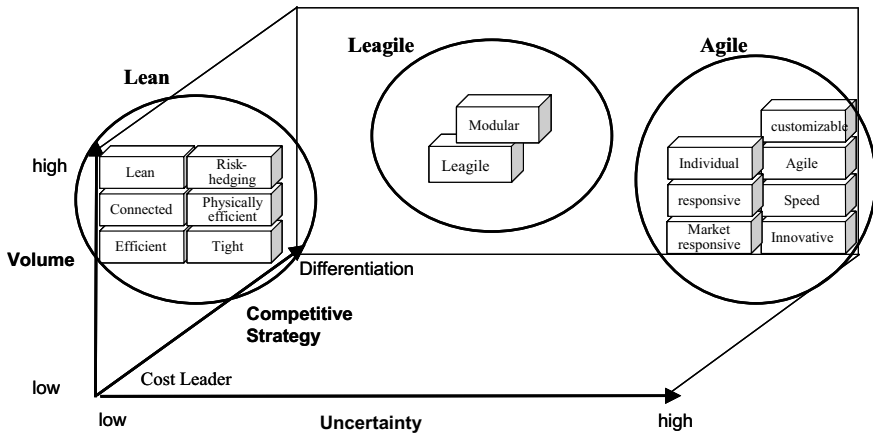 Leagile
Agile
Lean
customizable
Modular
high
Lean
Risk-
hedging
Leagile
Individual
Agile
Connected
Physically
efficient
responsive
Speed
Efficient
Tight
Market
responsive
Innovative
Volume
Differentiation
Competitive
Strategy
low
Cost Leader
low
Uncertainty
high